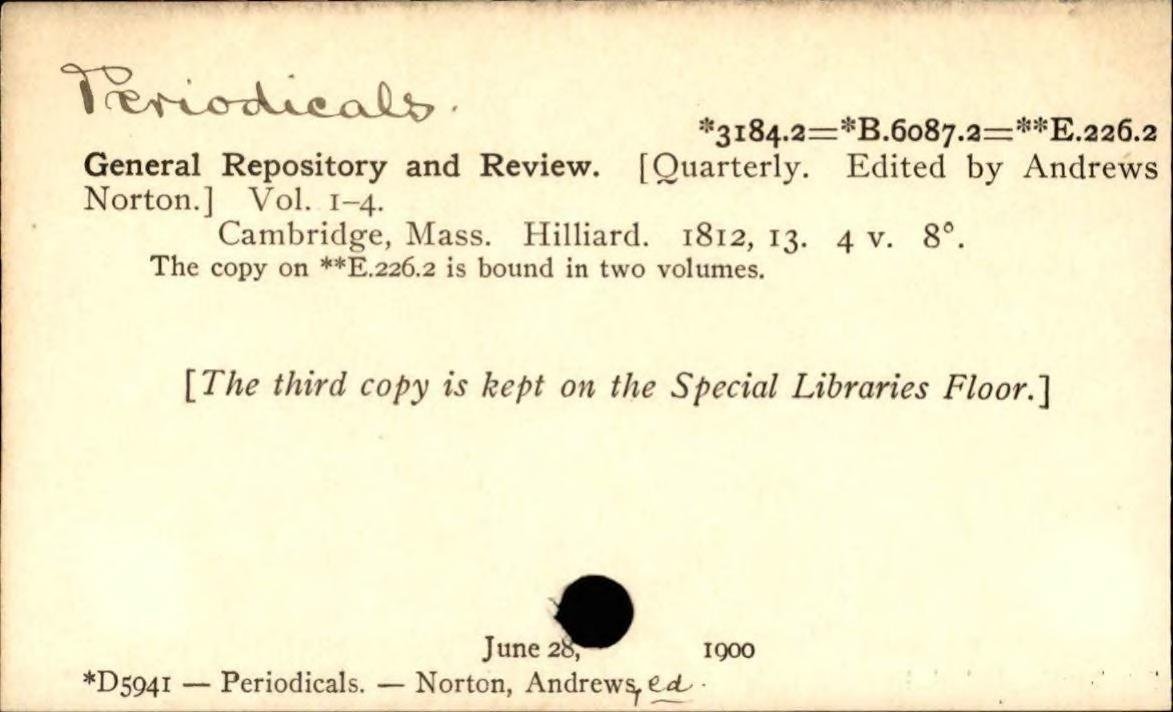 Periodicals.
*3184.2=*B.6087.2=**E.226.2
General Repository and Review. [Quarterly. Edited by Andrews
Norton.] Vol. 1–4.
Cambridge, Mass. Hilliard. 1812, 13. 4 v. 8°.
The copy on **E.226.2 is bound in two volumes.
[The third copy is kept on the Special Libraries Floor.]
June 28, 1900
*D5941 — Periodicals. — Norton, Andrews, ed.